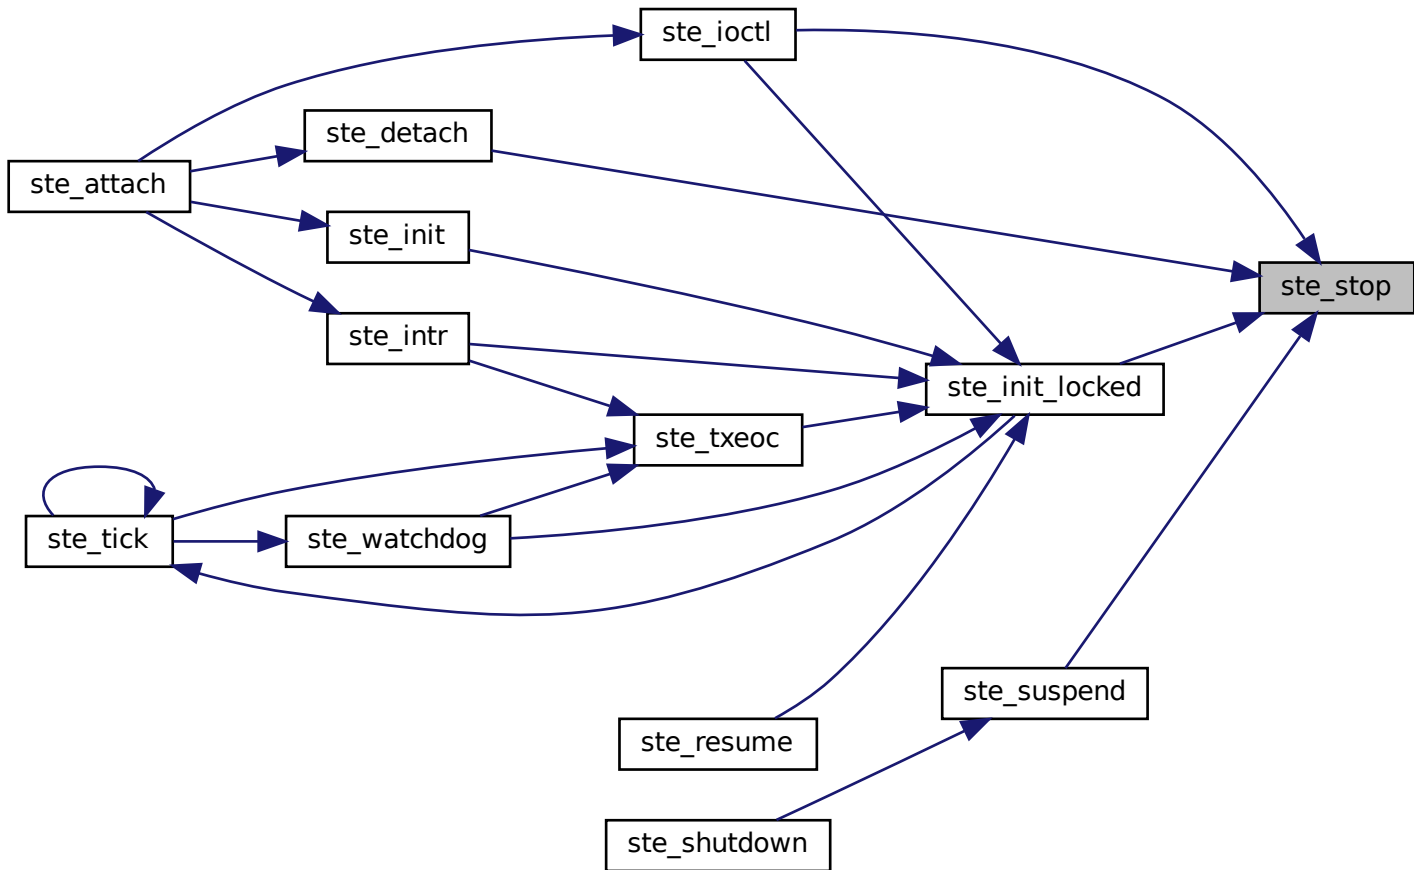 ste_ioctl
ste_detach
ste_attach
ste_init
ste_stop
ste_intr
ste_init_locked
ste_txeoc
ste_tick
ste_watchdog
ste_suspend
ste_resume
ste_shutdown